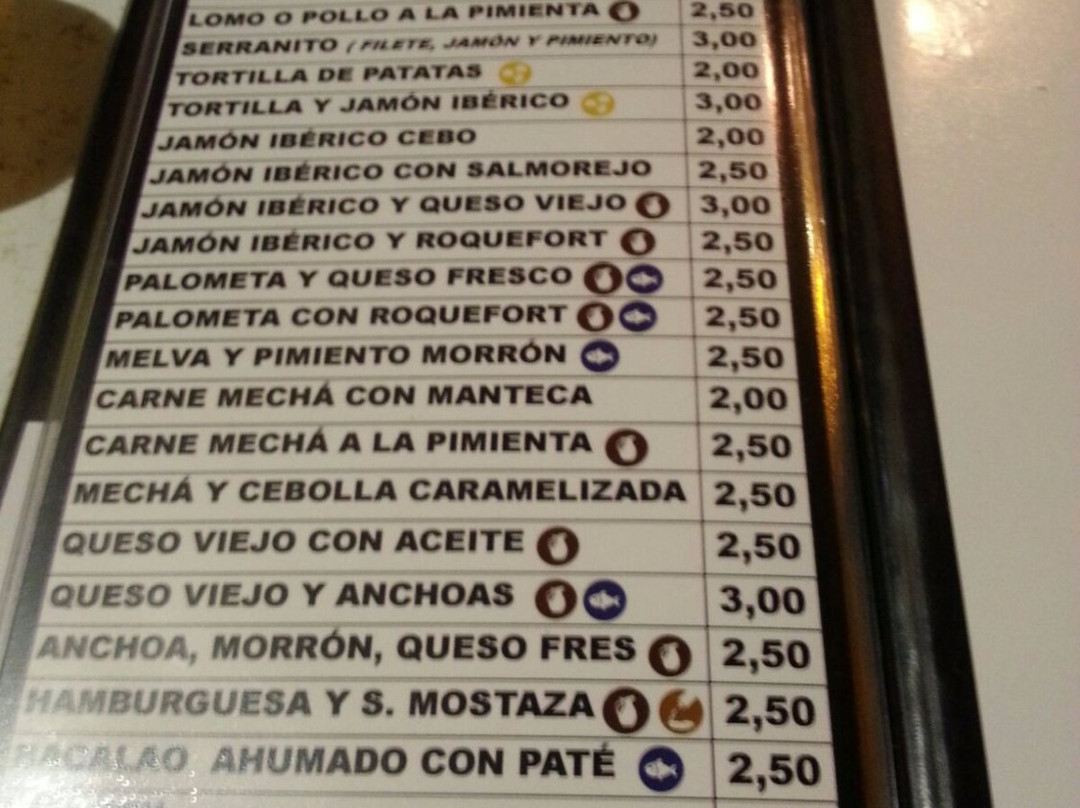 LOMO O POLLO A LA PIMIENTA 2,50
SERRANITO (FILETE, JAMÓN Y PIMIENTO) 3,00
TORTILLA DE PATATAS 2,00
TORTILLA Y JAMÓN IBÉRICO 3,00
JAMÓN IBÉRICO CEBO 2,00
JAMÓN IBÉRICO CON SALMOREJO 2,50
JAMÓN IBÉRICO Y QUESO VIEJO 3,00
JAMÓN IBÉRICO Y ROQUEFORT 2,50
PALOMETA Y QUESO FRESCO 2,50
PALOMETA CON ROQUEFORT 2,50
MELVA Y PIMIENTO MORRÓN 2,50
CARNE MECHÁ CON MANTECA 2,00
CARNE MECHÁ A LA PIMIENTA 2,50
MECHÁ Y CEBOLLA CARAMELIZADA 2,50
QUESO VIEJO CON ACEITE 2,50
QUESO VIEJO Y ANCHOAS 3,00
ANCHOA, MORRÓN, QUESO FRES 2,50
HAMBURGUESA Y S. MOSTAZA 2,50
BACALAO AHUMADO CON PATÉ 2,50